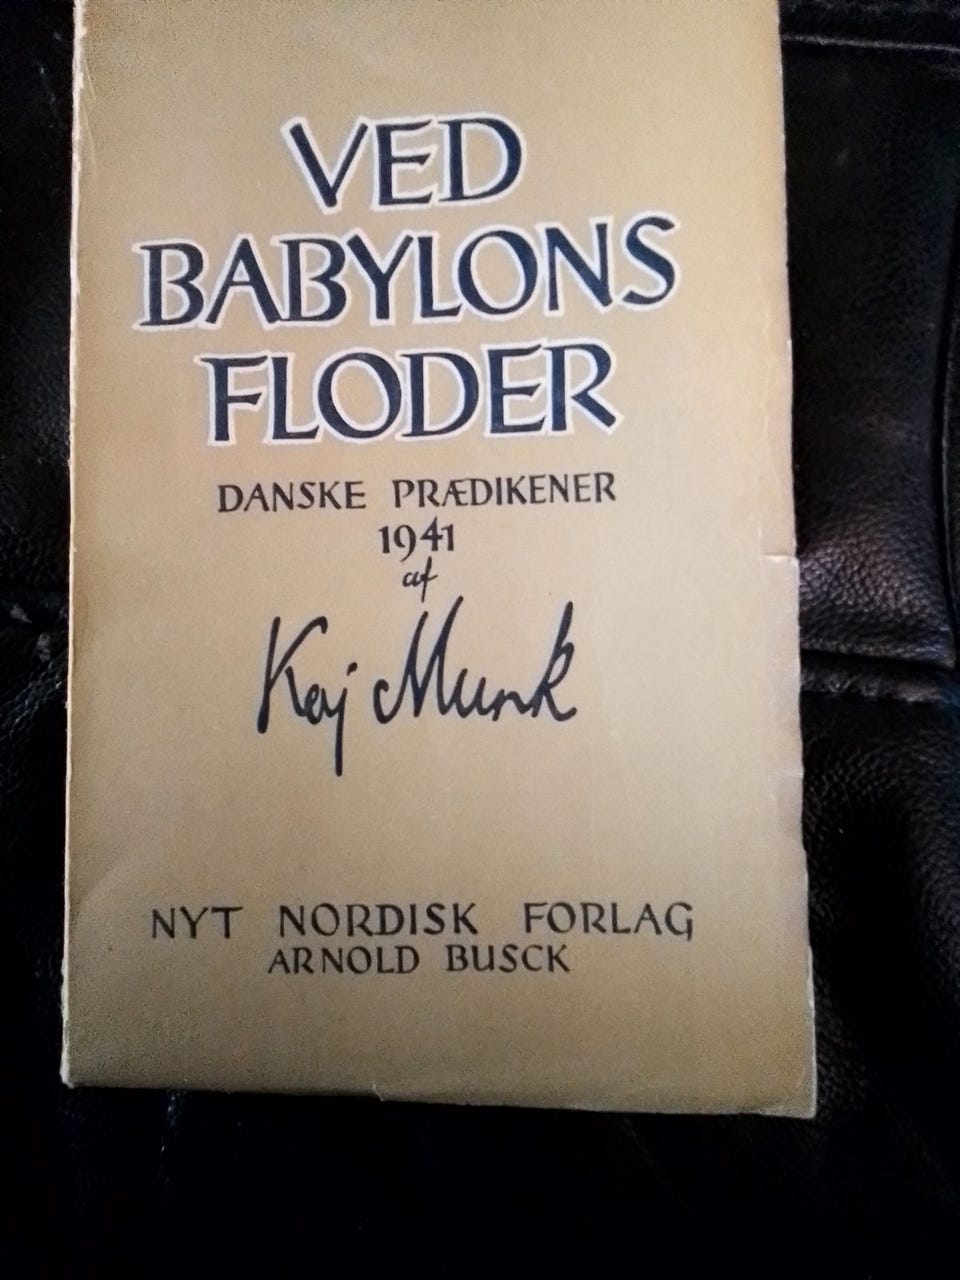 VED
BABYLONS
FLODER
DANSKE PRÆDIKENER
1941
af
Kaj Munk
NYT NORDISK FORLAG
ARNOLD BUSCK